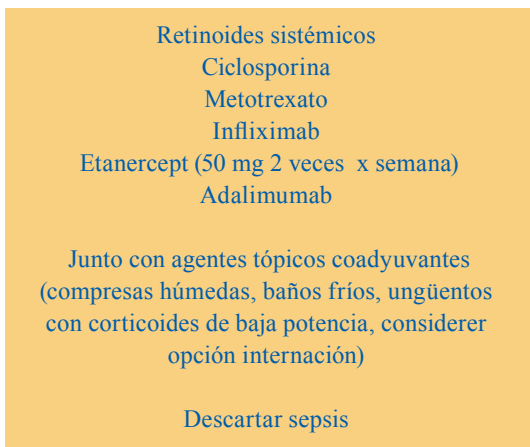 Retinoides sistémicos
Ciclosporina
Metotrexato
Infliximab
Etanercept (50 mg 2 veces  x semana)
Adalimumab
Junto con agentes tópicos coadyuvantes
(compresas húmedas, baños fríos, ungüentos
con corticoides de baja potencia, considerer
opción internación)
Descartar sepsis